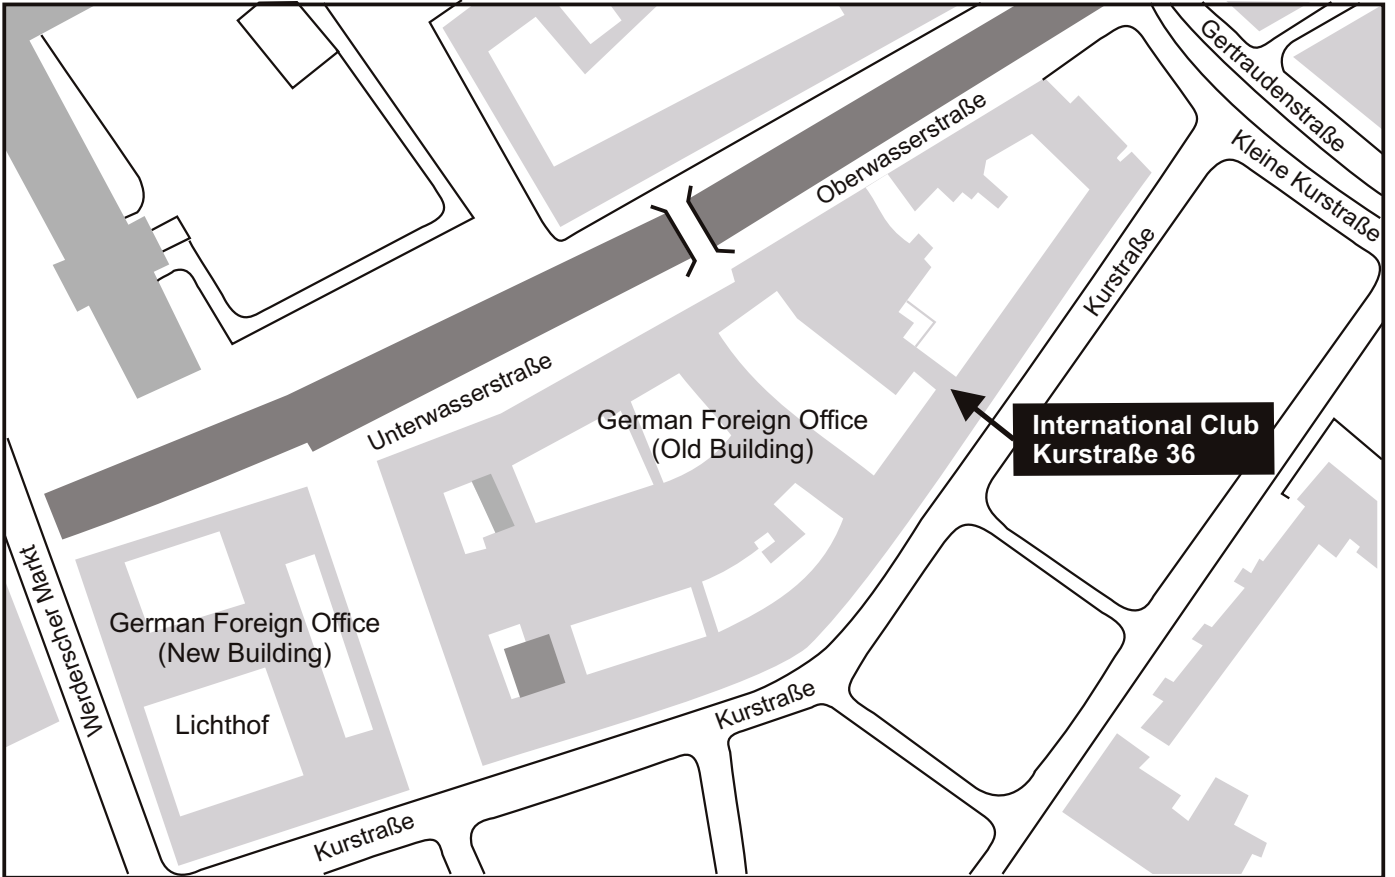 Gertraudenstraße
Kleine Kurstraße
Oberwasserstraße
Kurstraße
Unterwasserstraße
German Foreign Office
(Old Building)
International Club
Kurstraße 36
Werderscher Markt
German Foreign Office
(New Building)
Lichthof
Kurstraße
Kurstraße